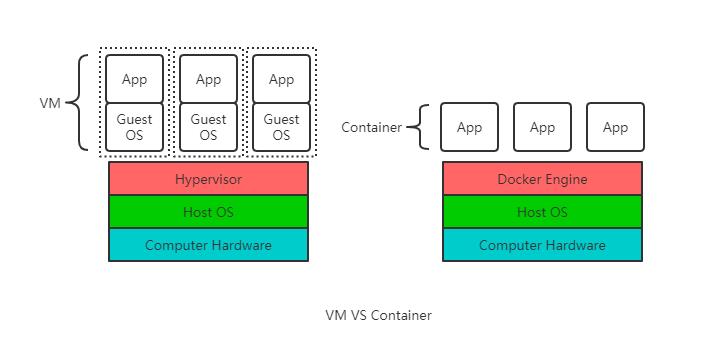 VM
App
App
App
Guest
OS
Guest
OS
Guest
OS
Hypervisor
Host OS
Computer Hardware
Container
App
App
App
Docker Engine
Host OS
Computer Hardware
VM VS Container